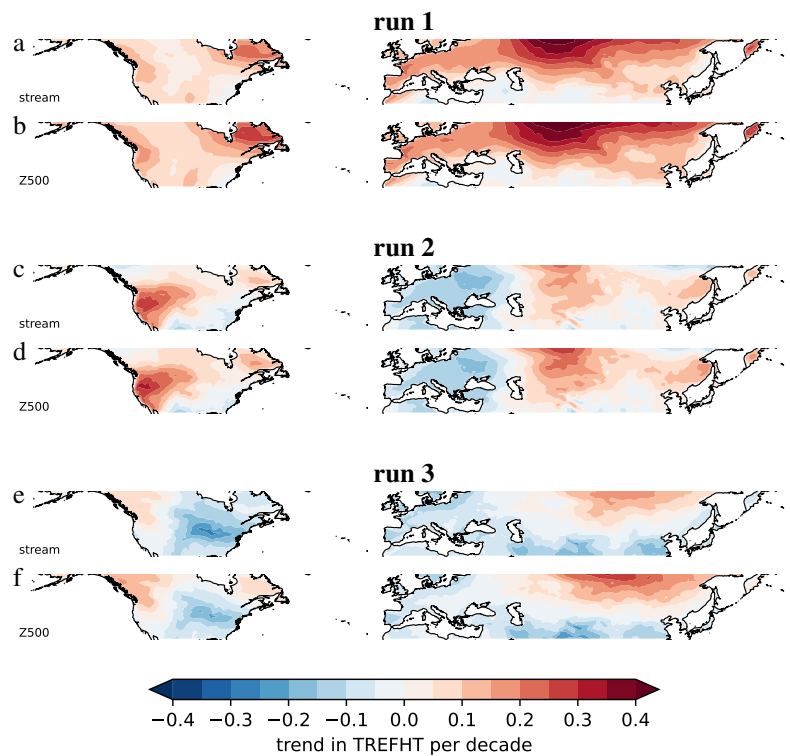 run 1
a
stream
b
Z500
run 2
c
stream
d
Z500
run 3
e
stream
f
Z500
−0.4 −0.3 −0.2 −0.1 0.0 0.1 0.2 0.3 0.4
trend in TREFHT per decade